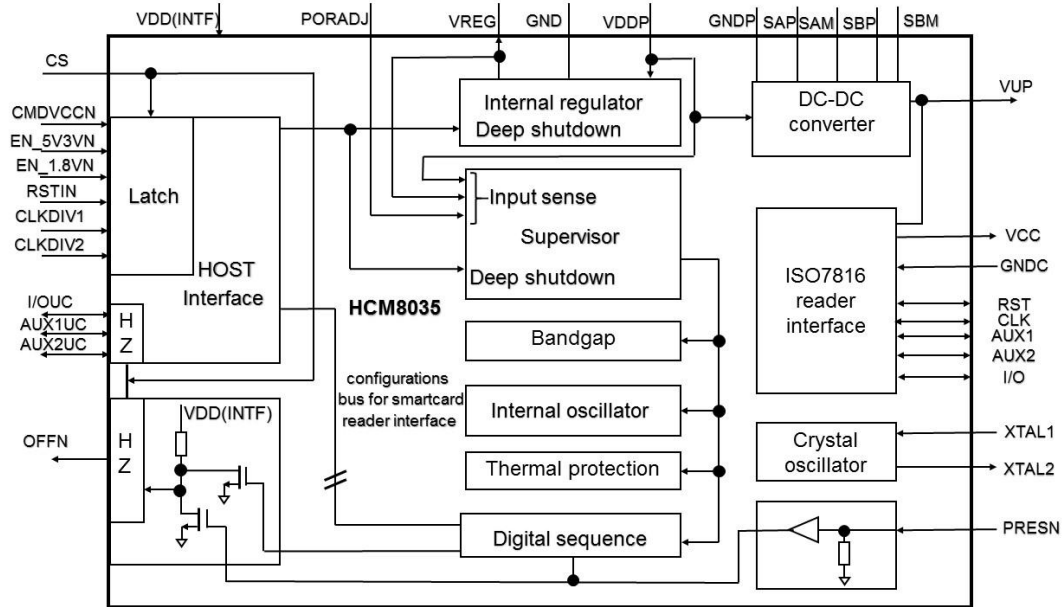 VDD(INTF)
PORADJ
VREG
GND
VDDP
GNDP
SAP
SAM
SBP
SBM
CS
CMDVCCN
EN_5V3VN
EN_1.8VN
RSTIN
CLKDIV1
CLKDIV2
I/OUC
AUX1UC
AUX2UC
OFFN
Latch
HOST
Interface
H
Z
H
Z
VDD(INTF)
Internal regulator
Deep shutdown
Input sense
Supervisor
Deep shutdown
HCM8035
Bandgap
configurations
bus for smartcard
reader interface
Internal oscillator
Thermal protection
Digital sequence
DC-DC
converter
ISO7816
reader
interface
Crystal
oscillator
VUP
VCC
GNDC
RST
CLK
AUX1
AUX2
I/O
XTAL1
XTAL2
PRESN